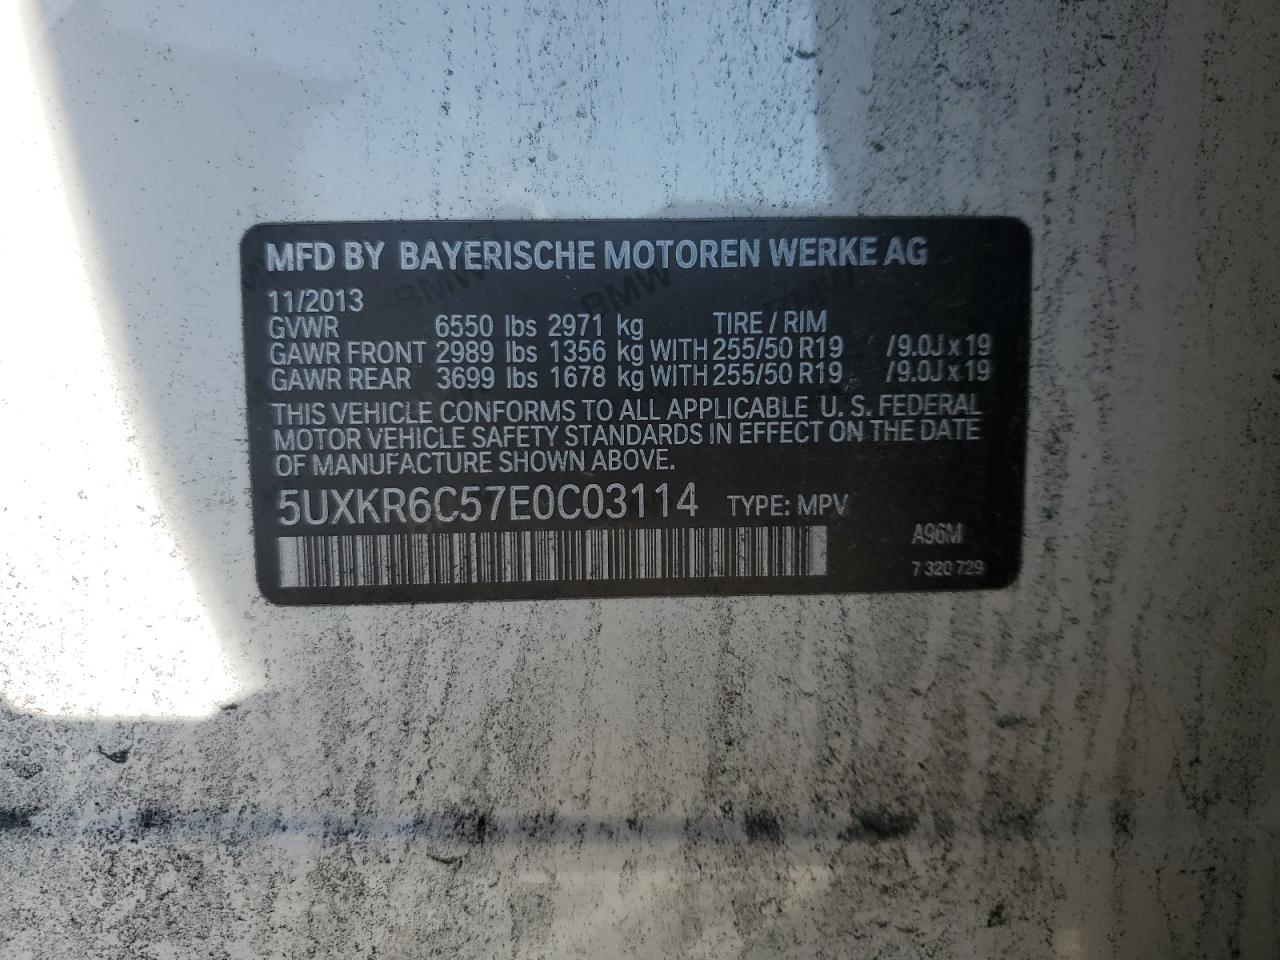 MFD BY BAYERISCHE MOTOREN WERKE AG
11/2013
GVWR 6550 lbs 2971 kg TIRE / RIM
GAWR FRONT 2989 lbs 1356 kg WITH 255/50 R19 /9.0J x 19
GAWR REAR 3699 lbs 1678 kg WITH 255/50 R19 /9.0J x 19
THIS VEHICLE CONFORMS TO ALL APPLICABLE U. S. FEDERAL
MOTOR VEHICLE SAFETY STANDARDS IN EFFECT ON THE DATE
OF MANUFACTURE SHOWN ABOVE.
5UXKR6C57E0C03114 TYPE: MPV
A96M
7 320 729